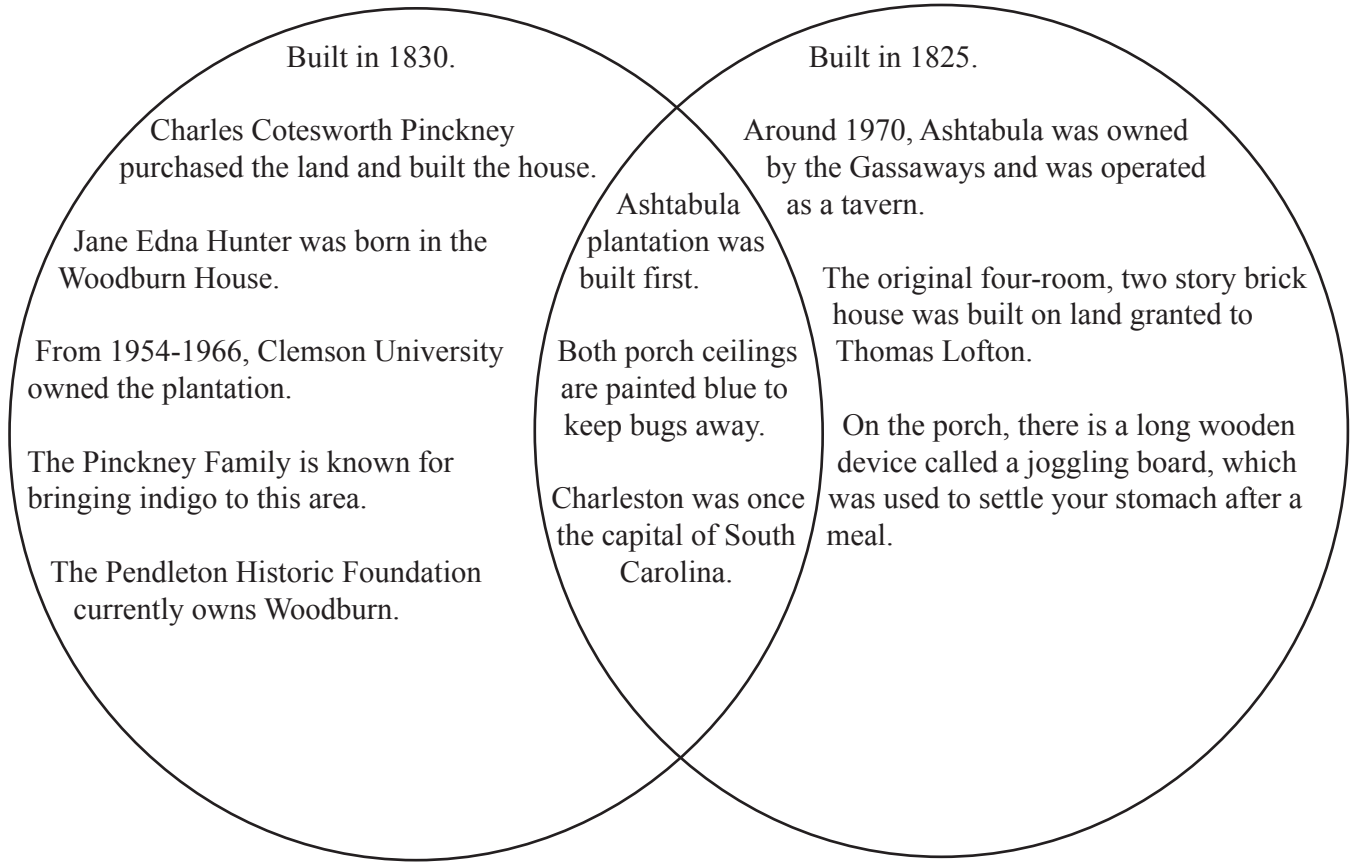 Built in 1830.
Charles Cotesworth Pinckney
purchased the land and built the house.
Jane Edna Hunter was born in the
Woodburn House.
From 1954-1966, Clemson University
owned the plantation.
The Pinckney Family is known for
bringing indigo to this area.
The Pendleton Historic Foundation
currently owns Woodburn.
Ashtabula
plantation was
built first.
Both porch ceilings
are painted blue to
keep bugs away.
Charleston was once
the capital of South
Carolina.
Built in 1825.
Around 1970, Ashtabula was owned
by the Gassaways and was operated
as a tavern.
The original four-room, two story brick
house was built on land granted to
Thomas Lofton.
On the porch, there is a long wooden
device called a joggling board, which
was used to settle your stomach after a
meal.